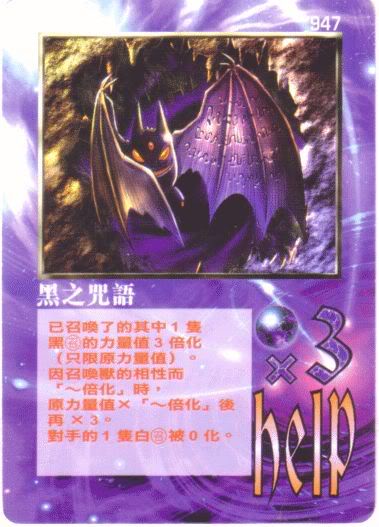 947
黑之咒語
已召喚了的其中1隻
黑㊊的力量值3倍化
（只限原力量值）。
因召喚獸的相性而
「～倍化」時，
原力量值×「～倍化」後
再×3。
對手的1隻白㊊被0化。
×3
help